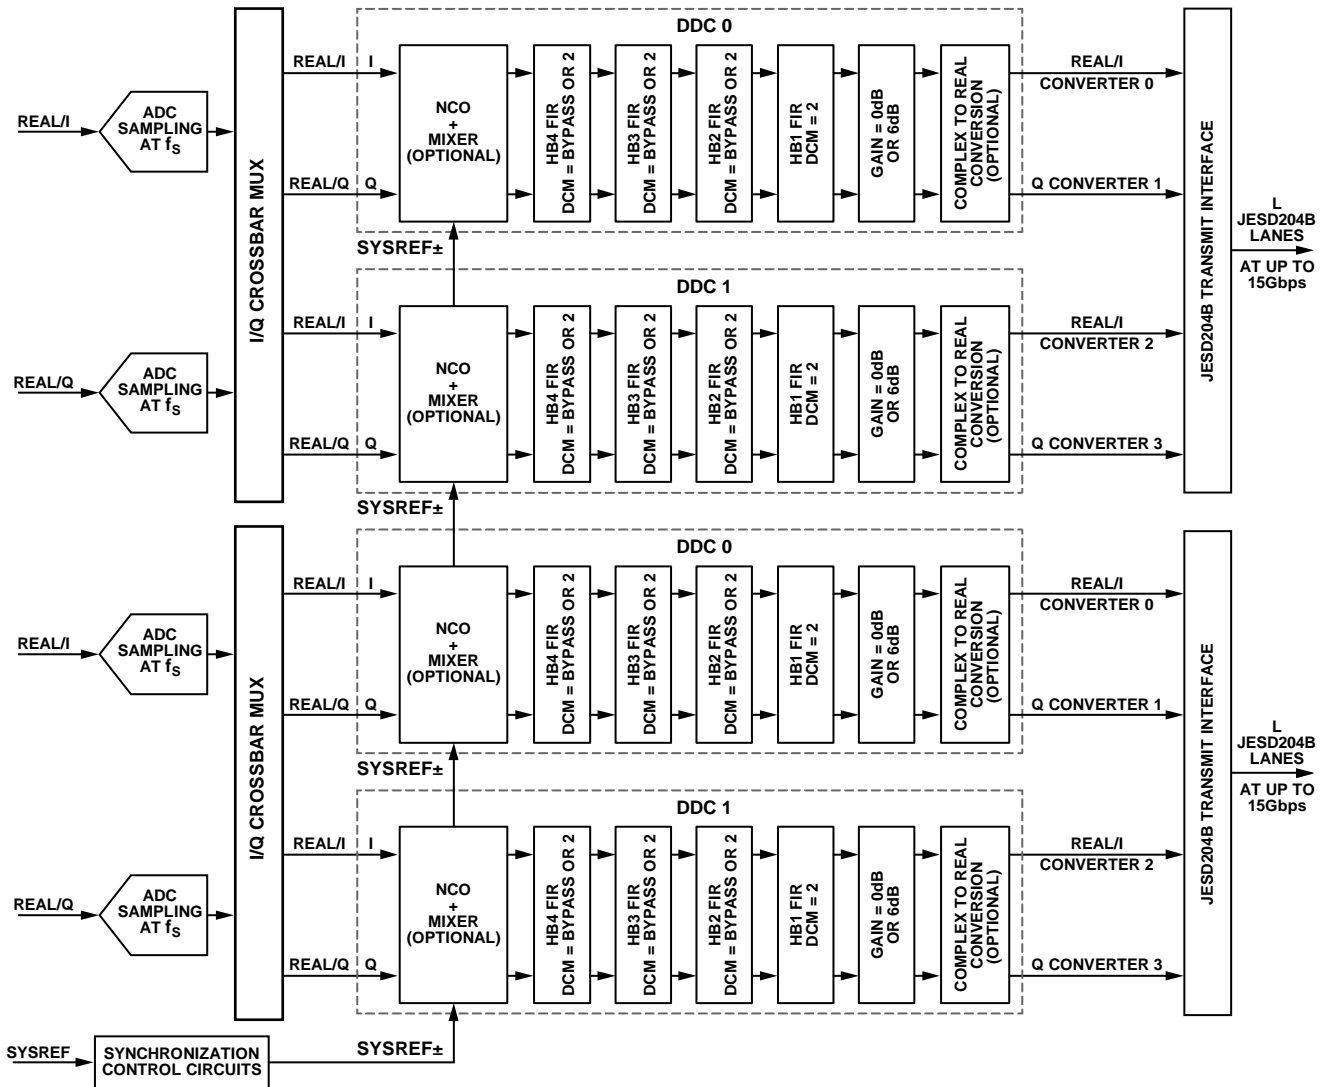 DDC 0
REAL/I
ADC
SAMPLING
AT fS
I/Q CROSSBAR MUX
REAL/I I
REAL/Q Q
NCO
+
MIXER
(OPTIONAL)
HB4 FIR
DCM = BYPASS OR 2
HB3 FIR
DCM = BYPASS OR 2
HB2 FIR
DCM = BYPASS OR 2
HB1 FIR
DCM = 2
GAIN = 0dB
OR 6dB
COMPLEX TO REAL
CONVERSION
(OPTIONAL)
REAL/I
CONVERTER 0
Q CONVERTER 1
SYSREF±
DDC 1
REAL/Q
ADC
SAMPLING
AT fS
REAL/I I
REAL/Q Q
NCO
+
MIXER
(OPTIONAL)
HB4 FIR
DCM = BYPASS OR 2
HB3 FIR
DCM = BYPASS OR 2
HB2 FIR
DCM = BYPASS OR 2
HB1 FIR
DCM = 2
GAIN = 0dB
OR 6dB
COMPLEX TO REAL
CONVERSION
(OPTIONAL)
REAL/I
CONVERTER 2
Q CONVERTER 3
JESD204B TRANSMIT INTERFACE
L
JESD204B
LANES
AT UP TO
15Gbps
SYSREF±
DDC 0
REAL/I
ADC
SAMPLING
AT fS
I/Q CROSSBAR MUX
REAL/I I
REAL/Q Q
NCO
+
MIXER
(OPTIONAL)
HB4 FIR
DCM = BYPASS OR 2
HB3 FIR
DCM = BYPASS OR 2
HB2 FIR
DCM = BYPASS OR 2
HB1 FIR
DCM = 2
GAIN = 0dB
OR 6dB
COMPLEX TO REAL
CONVERSION
(OPTIONAL)
REAL/I
CONVERTER 0
Q CONVERTER 1
SYSREF±
DDC 1
REAL/Q
ADC
SAMPLING
AT fS
REAL/I I
REAL/Q Q
NCO
+
MIXER
(OPTIONAL)
HB4 FIR
DCM = BYPASS OR 2
HB3 FIR
DCM = BYPASS OR 2
HB2 FIR
DCM = BYPASS OR 2
HB1 FIR
DCM = 2
GAIN = 0dB
OR 6dB
COMPLEX TO REAL
CONVERSION
(OPTIONAL)
REAL/I
CONVERTER 2
Q CONVERTER 3
JESD204B TRANSMIT INTERFACE
L
JESD204B
LANES
AT UP TO
15Gbps
SYSREF
SYNCHRONIZATION
CONTROL CIRCUITS
SYSREF±